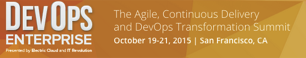 DEVOPS
ENTERPRISE
Presented by Electric Cloud and IT Revolution
The Agile, Continuous Delivery
and DevOps Transformation Summit
October 19-21, 2015 | San Francisco, CA